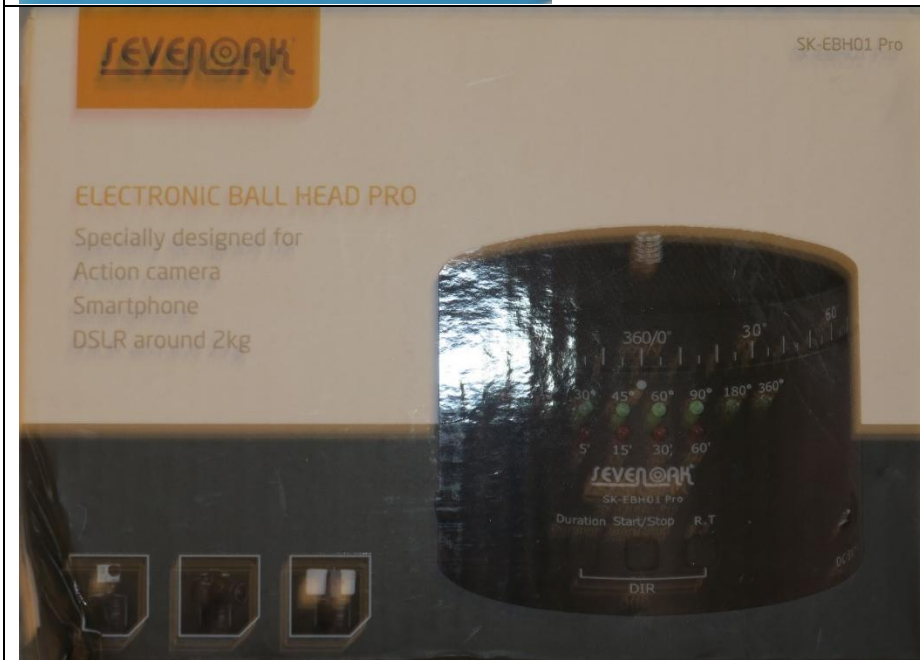 SEVENOAK
SK-EBH01 Pro
ELECTRONIC BALL HEAD PRO
Specially designed for
Action camera
Smartphone
DSLR around 2kg
360/0° 30° 60
30° 45° 60° 90° 180° 360°
5' 15' 30' 60'
SEVENOAK
SK-EBH01 Pro
Duration Start/Stop R.T
DIR